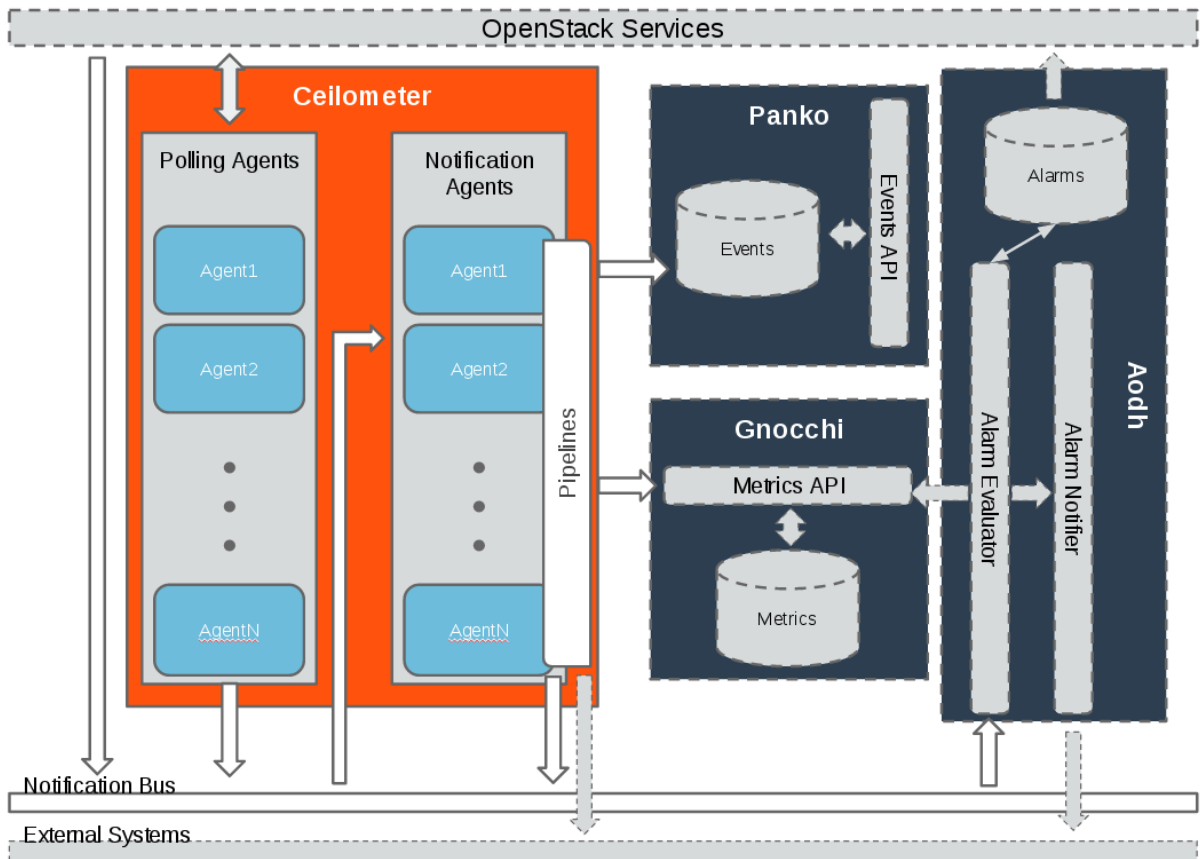 OpenStack Services
Ceilometer
Polling Agents
Agent1
Agent2
AgentN
Notification
Agents
Agent1
Agent2
AgentN
Pipelines
Panko
Events
Events API
Gnocchi
Metrics API
Metrics
Aodh
Alarms
Alarm Evaluator
Alarm Notifier
Notification Bus
External Systems